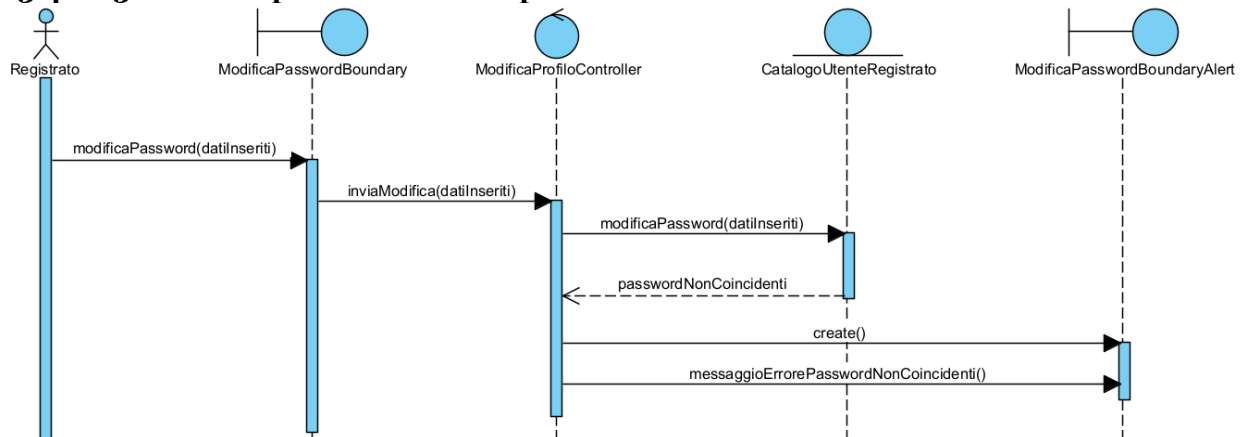 Registrato
ModificaPasswordBoundary
ModificaProfiloController
CatalogoUtenteRegistrato
ModificaPasswordBoundaryAlert
modificaPassword(datiInseriti)
inviaModifica(datiInseriti)
modificaPassword(datiInseriti)
passwordNonCoincidenti
create()
messaggioErrorePasswordNonCoincidenti()